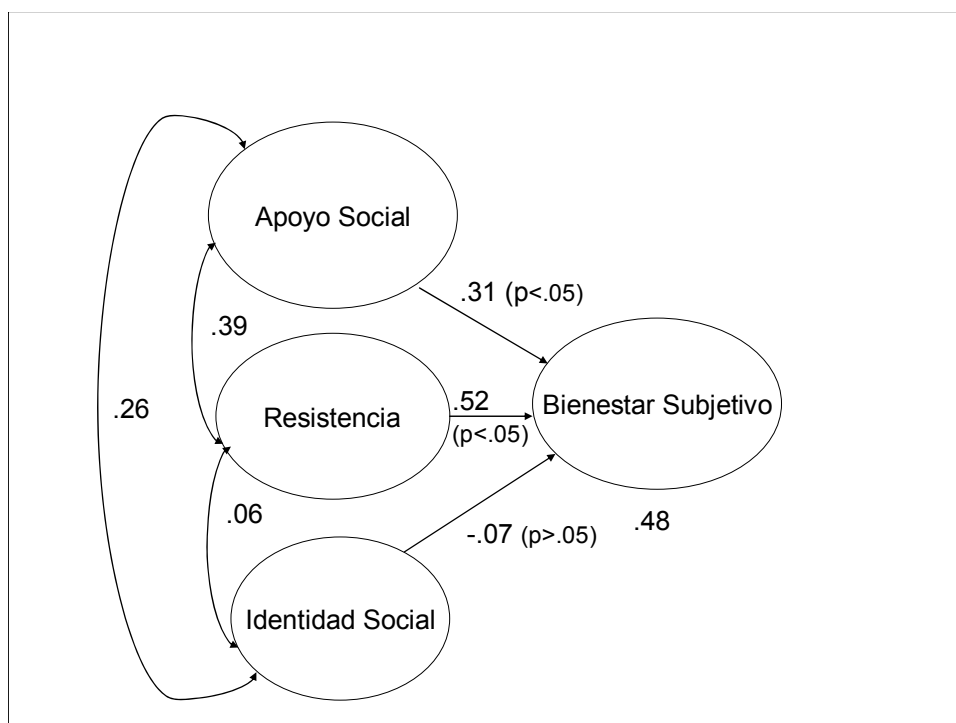 Apoyo Social
.31 (p<.05)
.39
.26
Resistencia
.52
(p<.05)
Bienestar Subjetivo
.06
-.07 (p>.05)
.48
Identidad Social